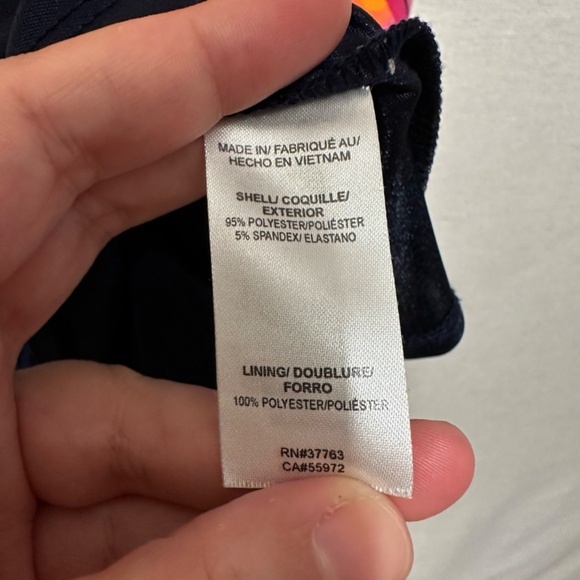 MADE IN/ FABRIQUÉ AU/
HECHO EN VIETNAM
SHELL/ COQUILLE/
EXTERIOR
95% POLYESTER/POLIÉSTER
5% SPANDEX/ ELASTANO
LINING/ DOUBLURE/
FORRO
100% POLYESTER/POLIÉSTER
RN#37763
CA#55972